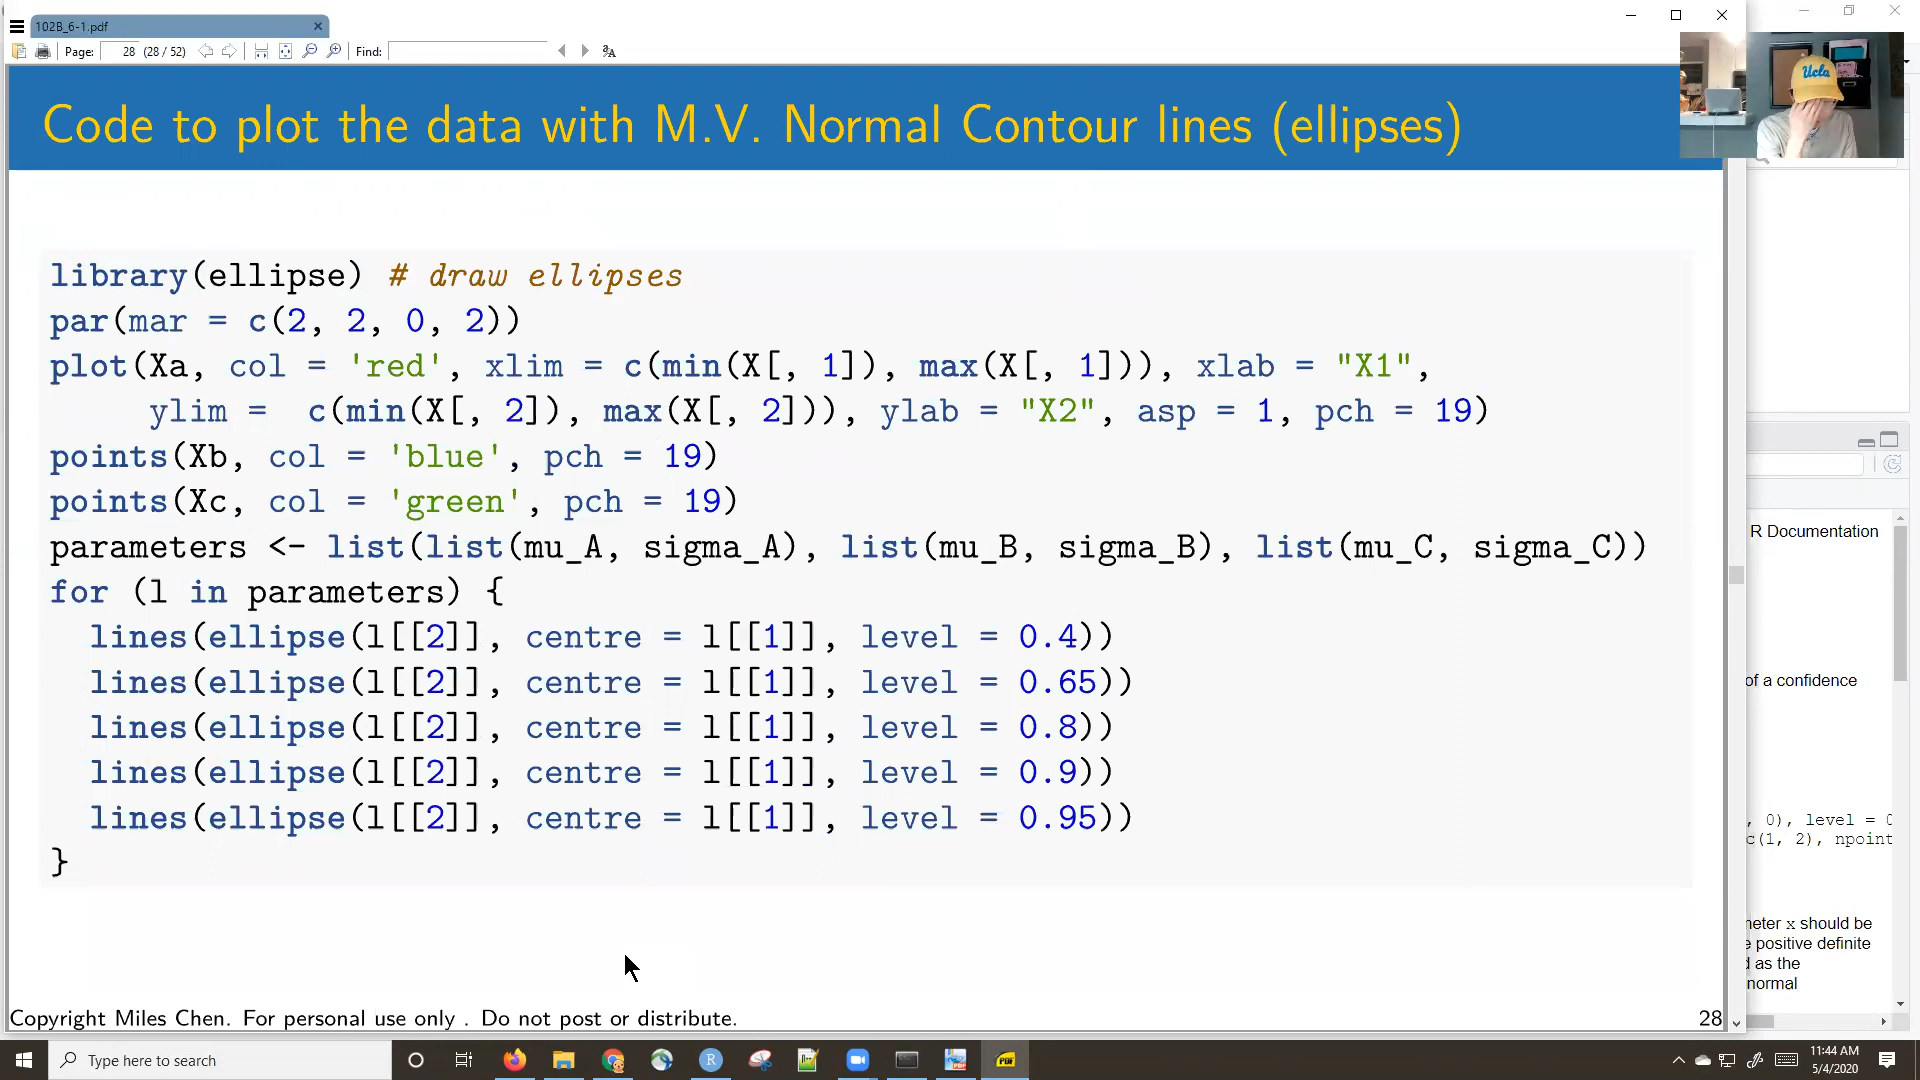 102B_6-1.pdf
Page: 28 (28 / 52) Find:
Ucla
Code to plot the data with M.V. Normal Contour lines (ellipses)
library(ellipse) # draw ellipses
par(mar = c(2, 2, 0, 2))
plot(Xa, col = 'red', xlim = c(min(X[, 1]), max(X[, 1])), xlab = "X1",
ylim = c(min(X[, 2]), max(X[, 2])), ylab = "X2", asp = 1, pch = 19)
points(Xb, col = 'blue', pch = 19)
points(Xc, col = 'green', pch = 19)
parameters <- list(list(mu_A, sigma_A), list(mu_B, sigma_B), list(mu_C, sigma_C))
for (l in parameters) {
lines(ellipse(l[[2]], centre = l[[1]], level = 0.4))
lines(ellipse(l[[2]], centre = l[[1]], level = 0.65))
lines(ellipse(l[[2]], centre = l[[1]], level = 0.8))
lines(ellipse(l[[2]], centre = l[[1]], level = 0.9))
lines(ellipse(l[[2]], centre = l[[1]], level = 0.95))
}
Copyright Miles Chen. For personal use only . Do not post or distribute.
28
R Documentation
of a confidence
, 0), level = 0
c(1, 2), npoint
meter x should be
positive definite
d as the
normal
Type here to search
R
PDF
11:44 AM
5/4/2020